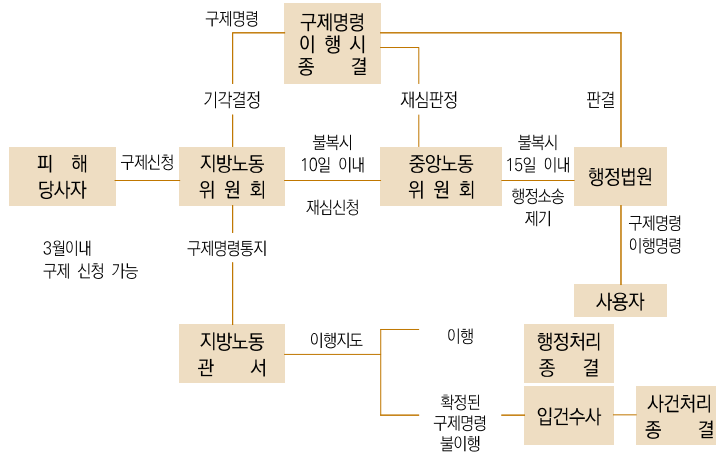 구제명령
구제명령
이 행 시
종 결
기각결정
재심판정
판결
피 해
당사자
구제신청
지방노동
위 원 회
불복시
10일 이내
재심신청
중앙노동
위 원 회
불복시
15일 이내
행정소송
제기
행정법원
3월이내
구제 신청 가능
구제명령통지
구제명령
이행명령
사용자
지방노동
관 서
이행지도
이행
행정처리
종 결
확정된
구제명령
불이행
입건수사
사건처리
종 결